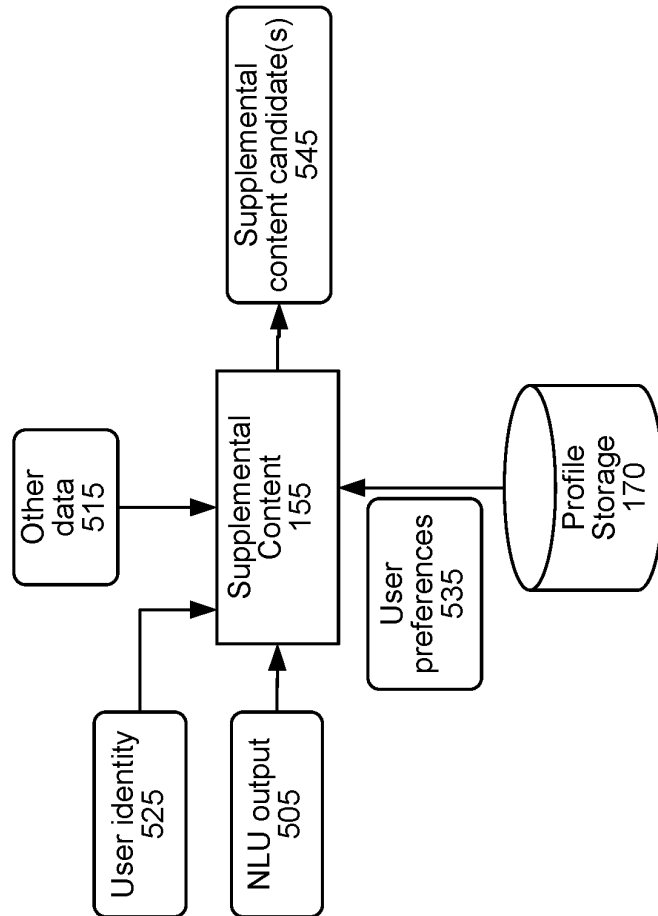 User identity
525
NLU output
505
Other
data
515
Supplemental
Content
155
User
preferences
535
Profile
Storage
170
Supplemental
content candidate(s)
545